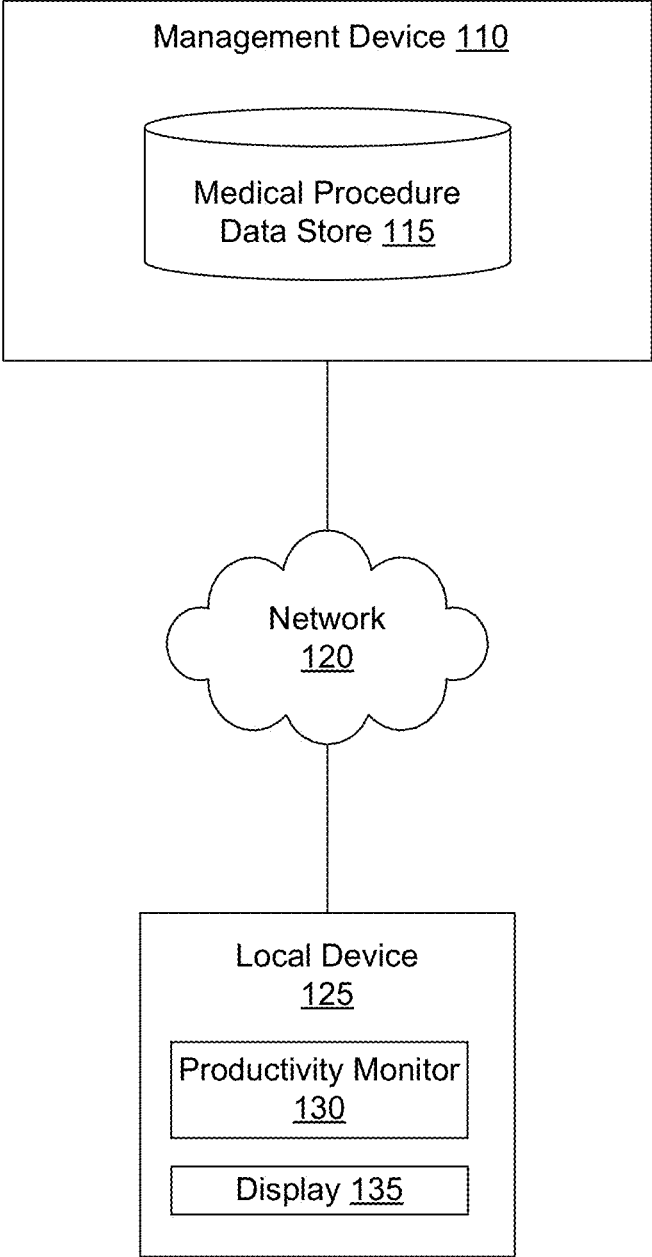 Management Device 110
Medical Procedure
Data Store 115
Network
120
Local Device
125
Productivity Monitor
130
Display 135